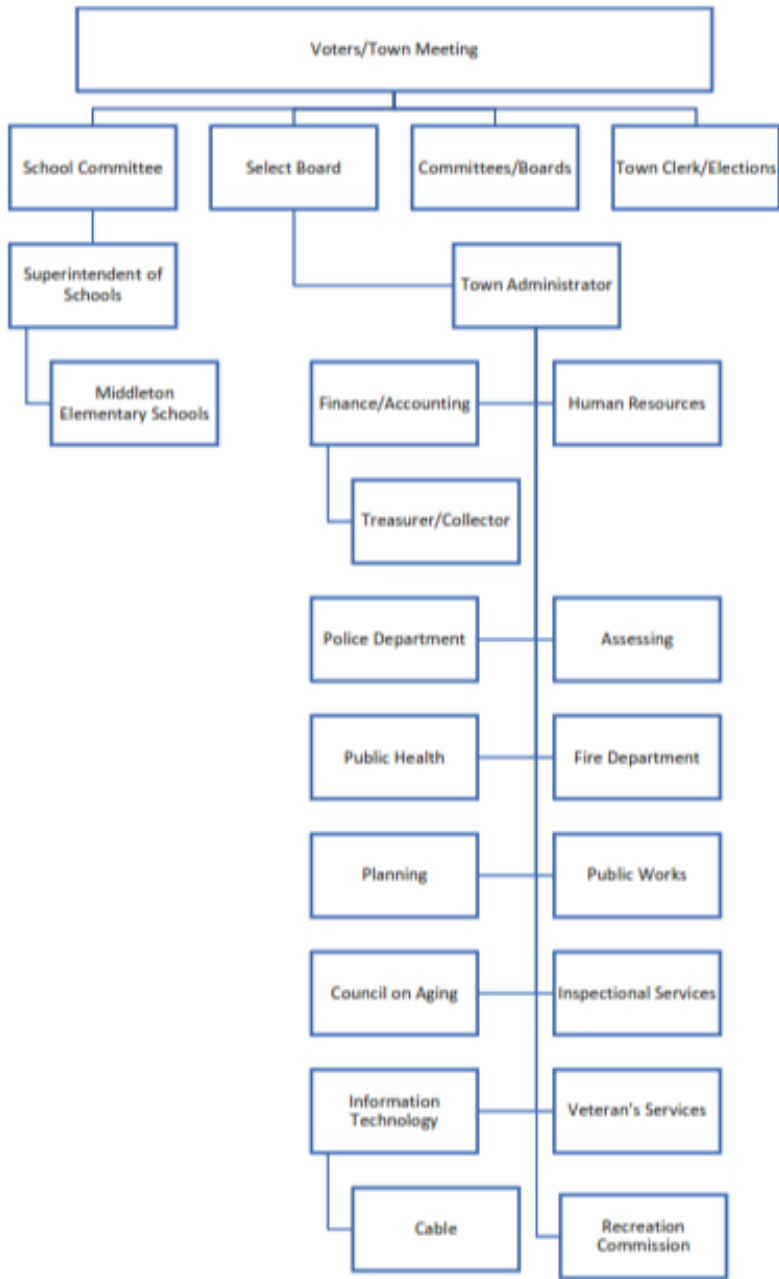 Voters/Town Meeting
School Committee
Select Board
Committees/Boards
Town Clerk/Elections
Superintendent of
Schools
Town Administrator
Middleton
Elementary Schools
Finance/Accounting
Human Resources
Treasurer/Collector
Police Department
Assessing
Public Health
Fire Department
Planning
Public Works
Council on Aging
Inspectional Services
Information
Technology
Veteran's Services
Cable
Recreation
Commission